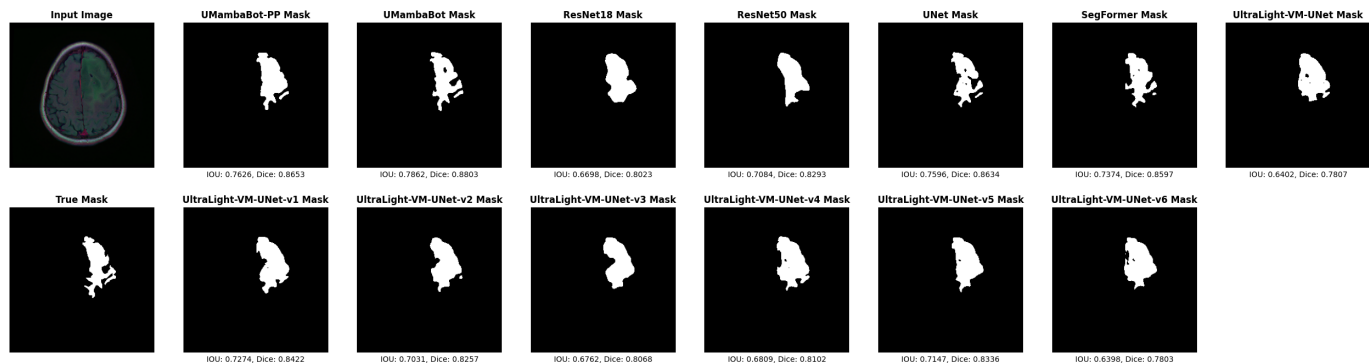 Input Image
UMambaBot-PP Mask
UMambaBot Mask
ResNet18 Mask
ResNet50 Mask
UNet Mask
SegFormer Mask
UltraLight-VM-UNet Mask
IOU: 0.7626, Dice: 0.8653
IOU: 0.7862, Dice: 0.8803
IOU: 0.6698, Dice: 0.8023
IOU: 0.7084, Dice: 0.8293
IOU: 0.7596, Dice: 0.8634
IOU: 0.7374, Dice: 0.8597
IOU: 0.6402, Dice: 0.7807
True Mask
UltraLight-VM-UNet-v1 Mask
UltraLight-VM-UNet-v2 Mask
UltraLight-VM-UNet-v3 Mask
UltraLight-VM-UNet-v4 Mask
UltraLight-VM-UNet-v5 Mask
UltraLight-VM-UNet-v6 Mask
IOU: 0.7274, Dice: 0.8422
IOU: 0.7031, Dice: 0.8257
IOU: 0.6762, Dice: 0.8068
IOU: 0.6809, Dice: 0.8102
IOU: 0.7147, Dice: 0.8336
IOU: 0.6398, Dice: 0.7803